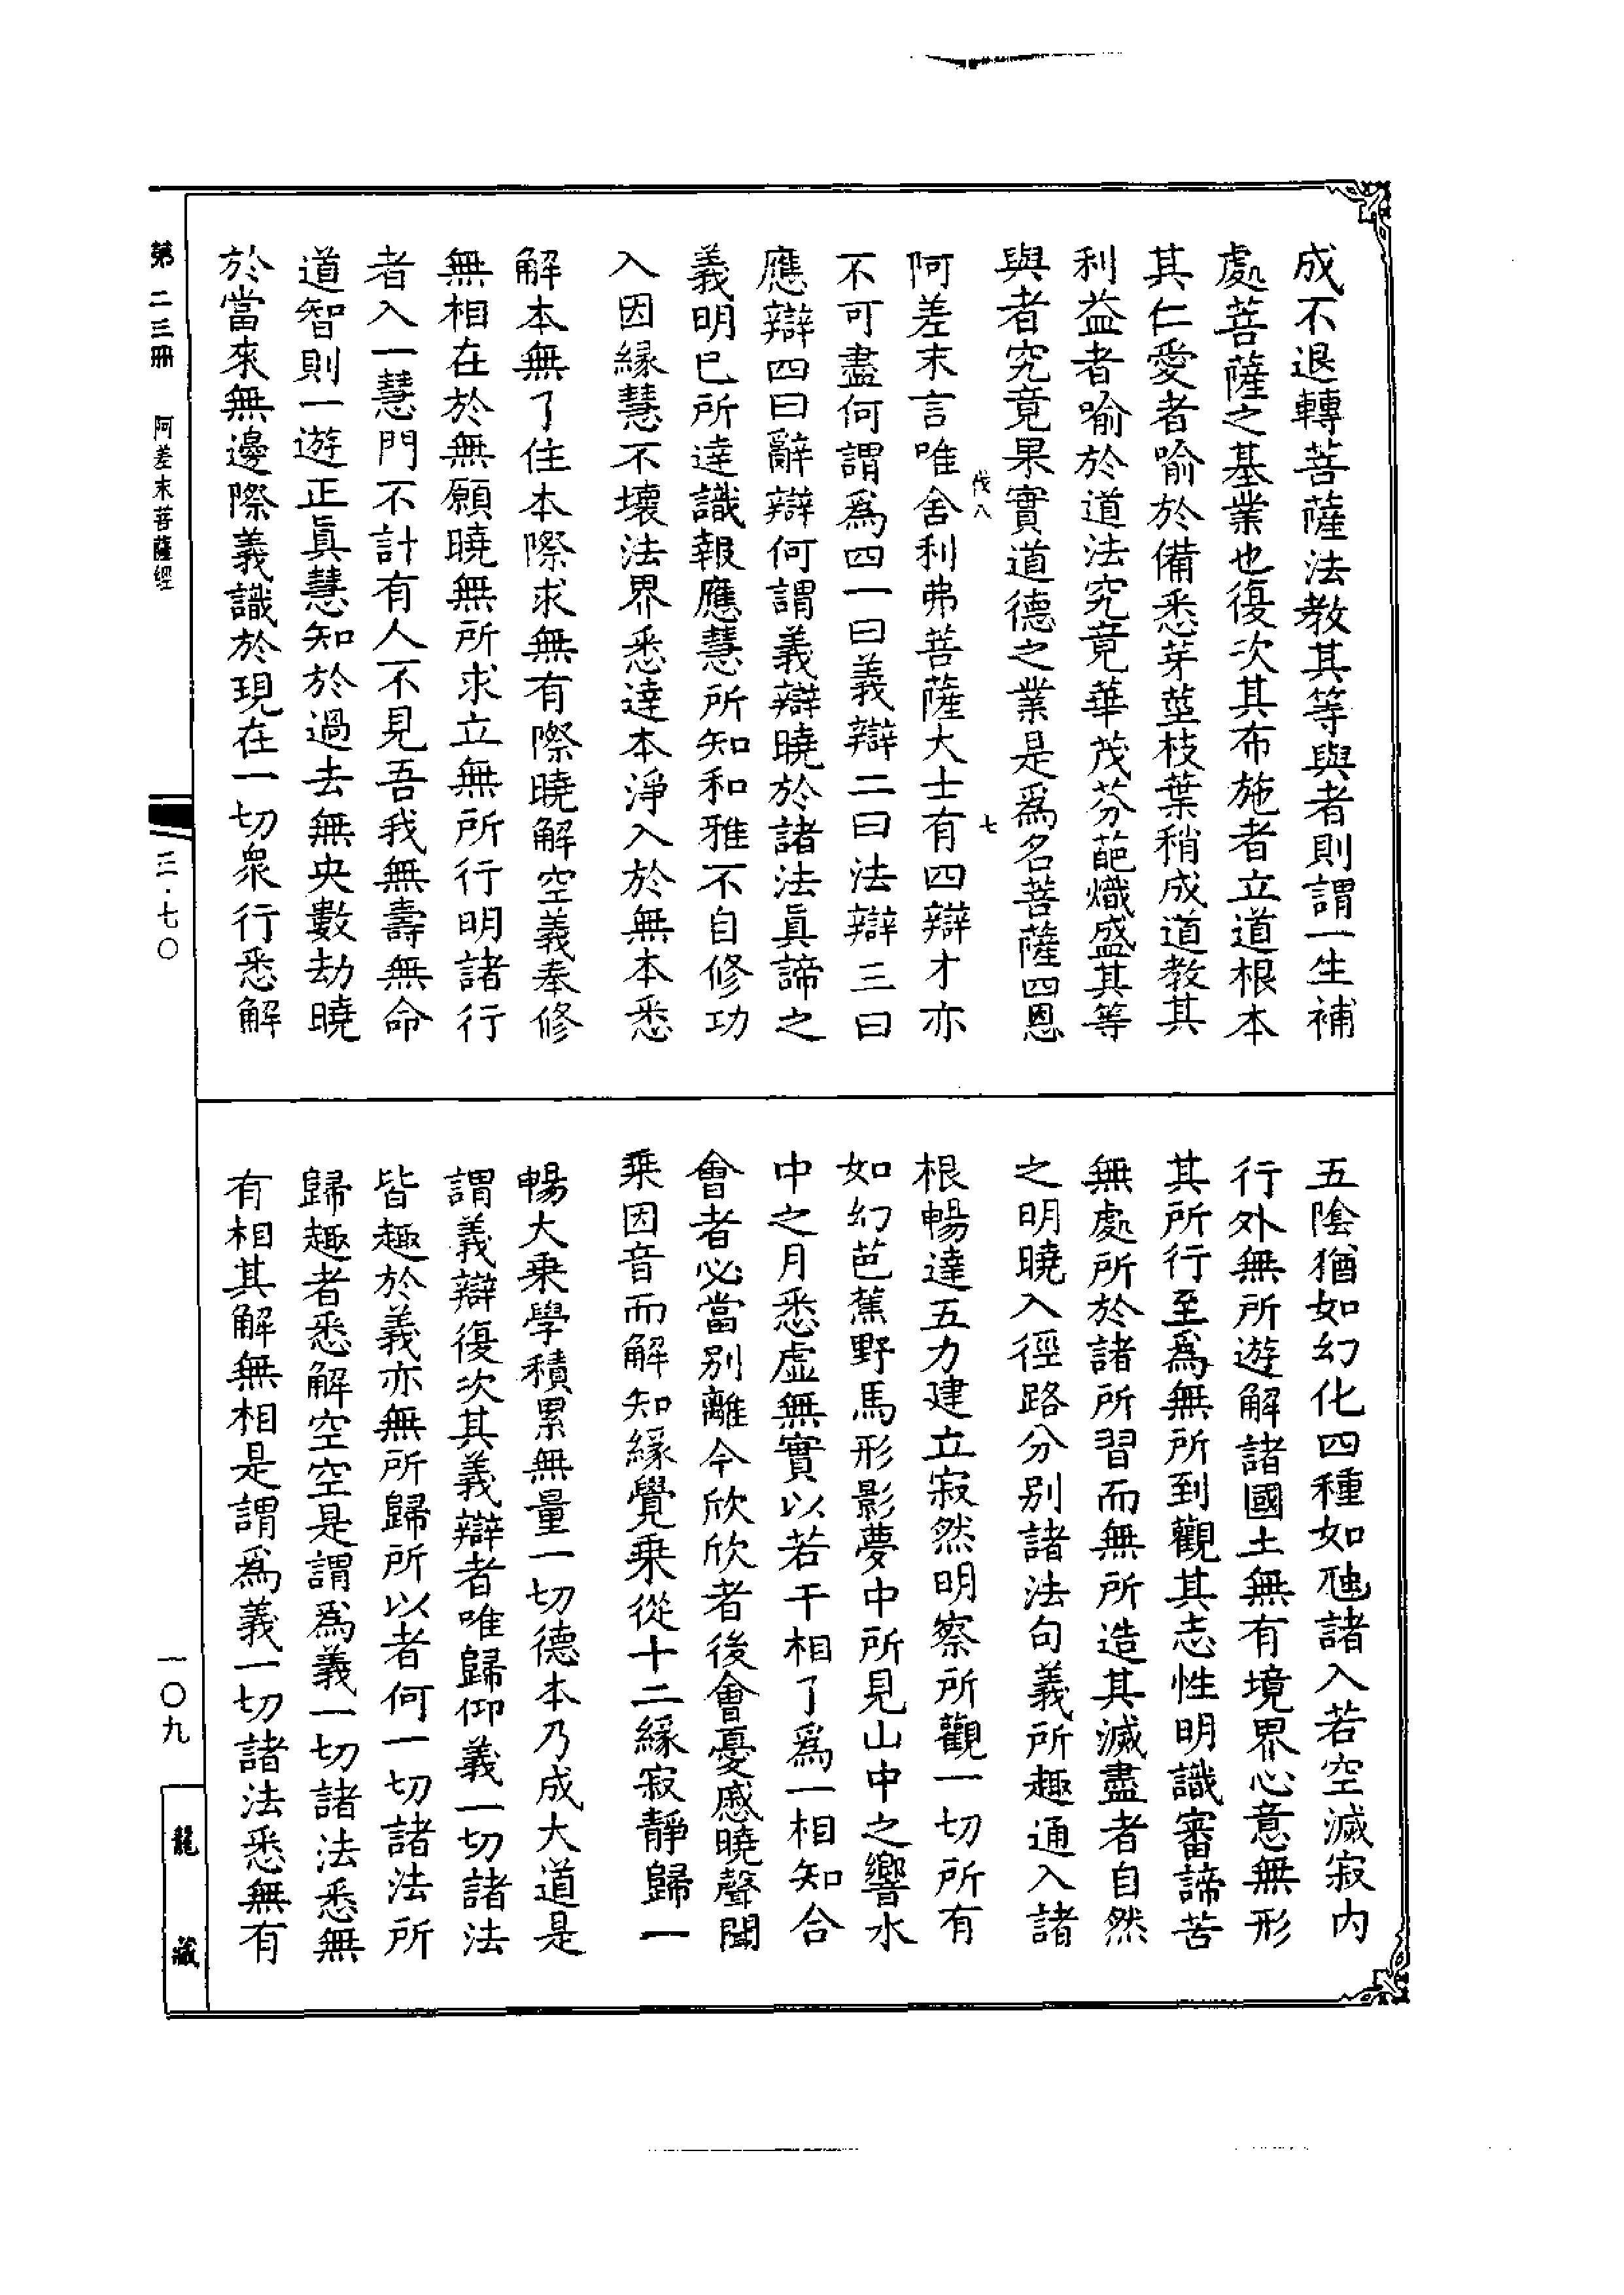 成不退轉菩薩法教其等與者則謂一生補
處菩薩之基業也復次其布施者立道根本
其仁愛者喻於備悉芽莖枝葉稍成道教其
利益者喻於道法究竟華茂芬葩熾盛其等
與者究竟果實道德之業是爲名菩薩四恩
茂八
七
阿差末言唯舍利弗菩薩大士有四辯才亦
不可盡何謂爲四一曰義辯二曰法辯三曰
應辯四曰辭辯何謂義辯曉於諸法眞諦之
義明已所達識報應慧所知和雅不自修功
入因緣慧不壞法界悉達本淨入於無本悉
解本無了住本際求無有際曉解空義奉修
無相在於無願曉無所求立無所行明諸行
者入一慧門不計有人不見吾我無壽無命
道智則一遊正眞慧知於過去無央數劫曉
於當來無邊際義識於現在一切衆行悉解
五陰猶如幻化四種如虺諸入若空滅寂內
行外無所遊解諸國土無有境界心意無形
其所行至爲無所到觀其志性明識審諦苦
無處所於諸所習而無所造其滅盡者自然
之明曉入徑路分別諸法句義所趣通入諸
根暢達五力建立寂然明察所觀一切所有
如幻芭蕉野馬形影夢中所見山中之響水
中之月悉虛無實以若干相了爲一相知合
會者必當别離今欣欣者後會憂慼曉聲聞
乘因音而解知緣覺乘從十二緣寂靜歸一
暢大乘學積累無量一切德本乃成大道是
謂義辯復次其義辯者唯歸仰義一切諸法
皆趣於義亦無所歸所以者何一切諸法所
歸趣者悉解空空是謂爲義一切諸法悉無
有相其解無相是謂爲義一切諸法悉無有
第二三冊 阿差末菩薩經
三·七〇
一〇九
龍藏